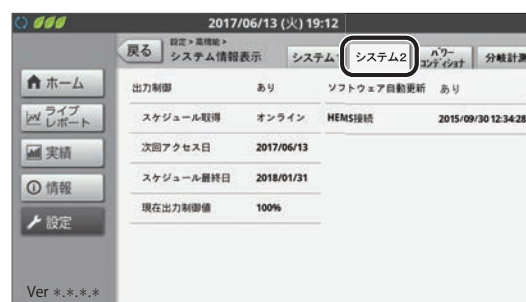 2017/06/13 (火) 19:12
戻る
設定 > 高機能 >
システム情報表示
システム1
システム2
パワーコンディショナ
分岐計測
ホーム
ライブレポート
実績
情報
設定
Ver *.*.*.*
出力制御 あり
スケジュール取得 オンライン
次回アクセス日 2017/06/13
スケジュール最終日 2018/01/31
現在出力制御値 100%
ソフトウェア自動更新 あり
HEMS接続 2015/09/30 12:34:28